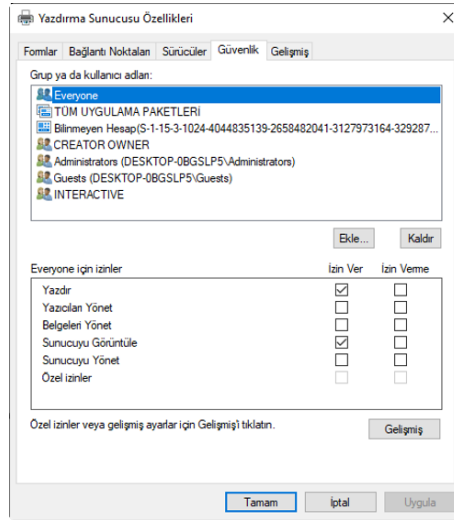 Yazdırma Sunucusu Özellikleri
Formlar Bağlantı Noktaları Sürücüler Güvenlik Gelişmiş
Grup ya da kullanıcı adları:
Everyone
TÜM UYGULAMA PAKETLERİ
Bilinmeyen Hesap(S-1-15-3-1024-4044835139-2658482041-3127973164-329287...
CREATOR OWNER
Administrators (DESKTOP-0BGSLP5\Administrators)
Guests (DESKTOP-0BGSLP5\Guests)
INTERACTIVE
Ekle... Kaldır
Everyone için izinler İzin Ver İzin Verme
Yazdır
Yazıcıları Yönet
Belgeleri Yönet
Sunucuyu Görüntüle
Sunucuyu Yönet
Özel izinler
Özel izinler veya gelişmiş ayarlar için Gelişmiş'i tıklatın. Gelişmiş
Tamam İptal Uygula